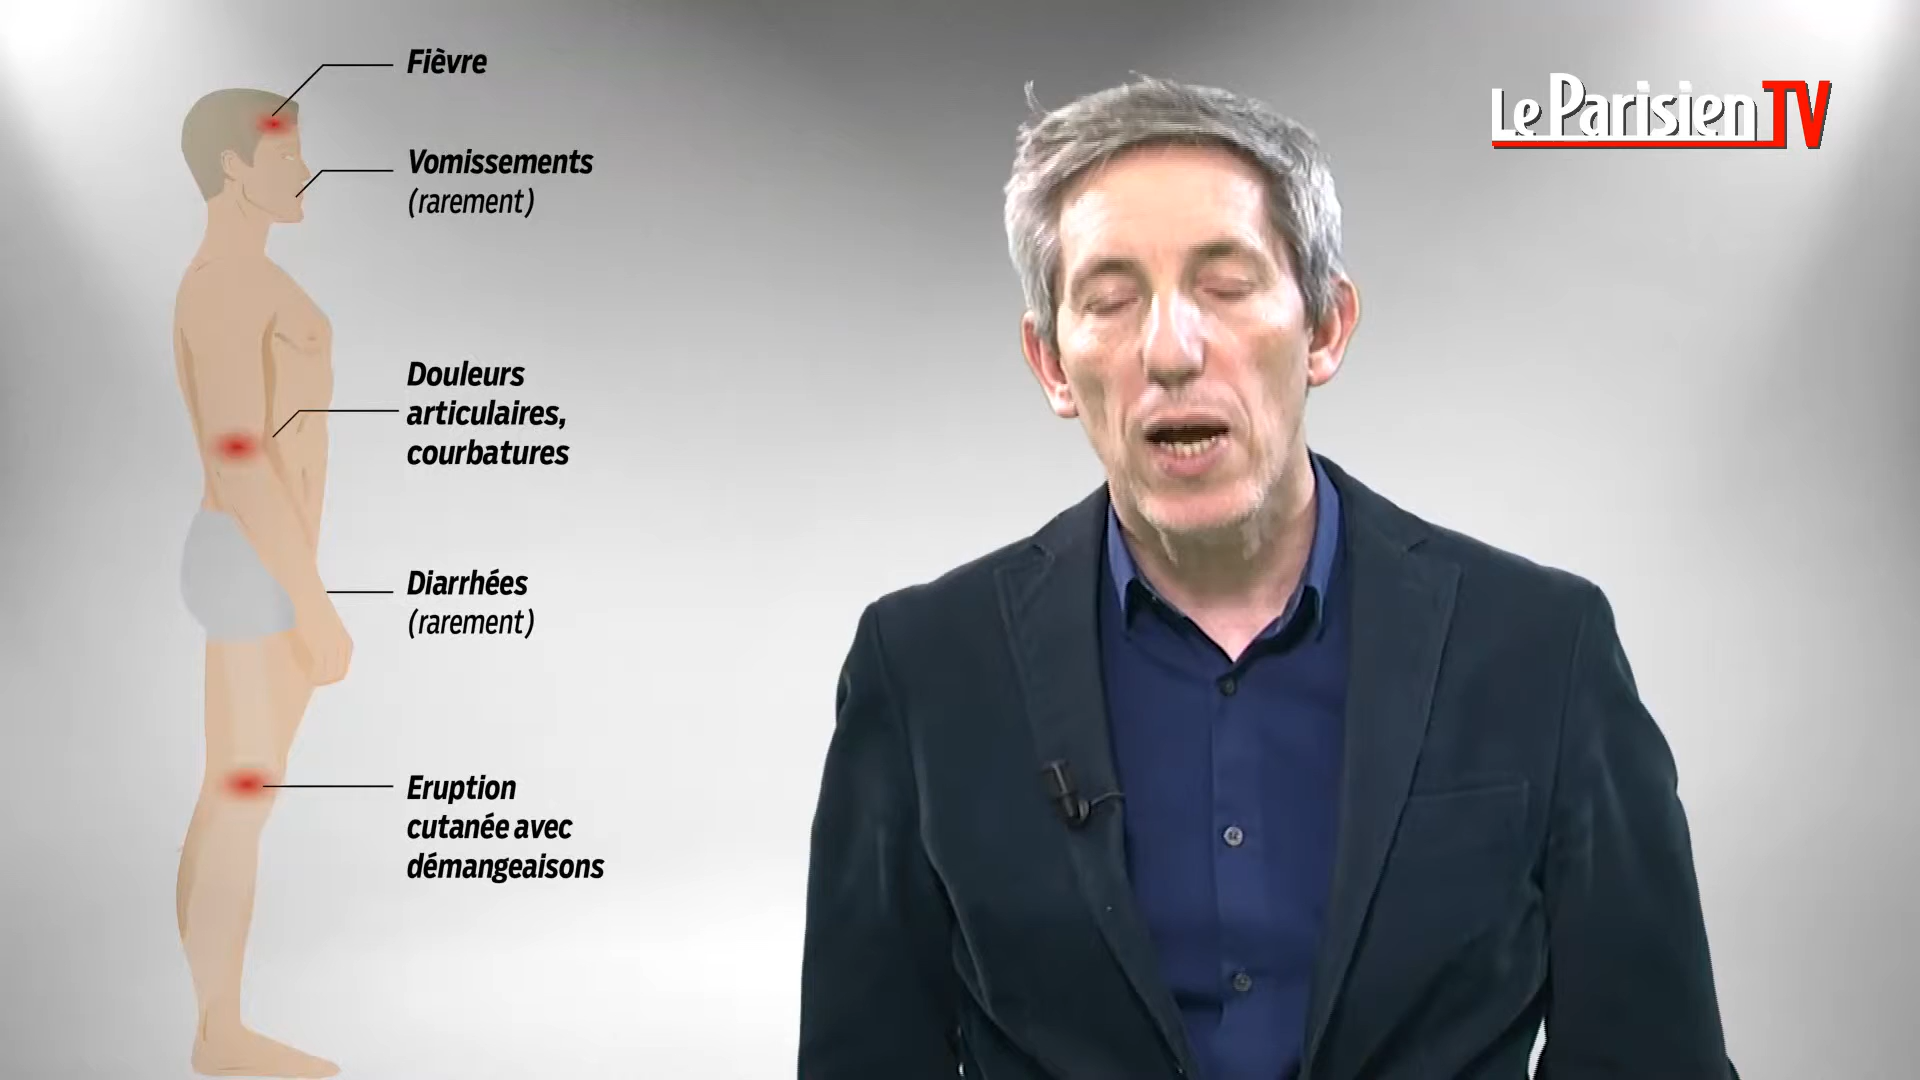 Fièvre
Vomissements
(rarement)
Douleurs
articulaires,
courbatures
Diarrhées
(rarement)
Eruption
cutanée avec
démangeaisons
Le Parisien TV